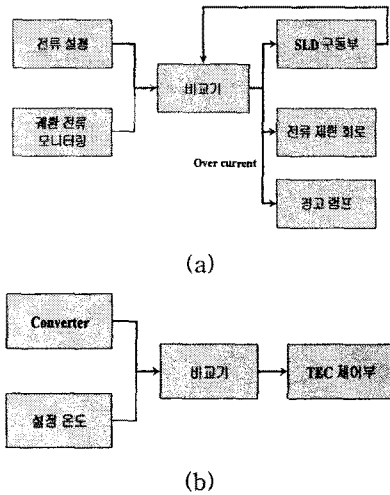 전류 설정
SLD 구동부
비교기
궤환 전류
모니터링
전류 제한 회로
Over current
경고 램프
(a)
Converter
비교기
TEC 제어부
설정 온도
(b)